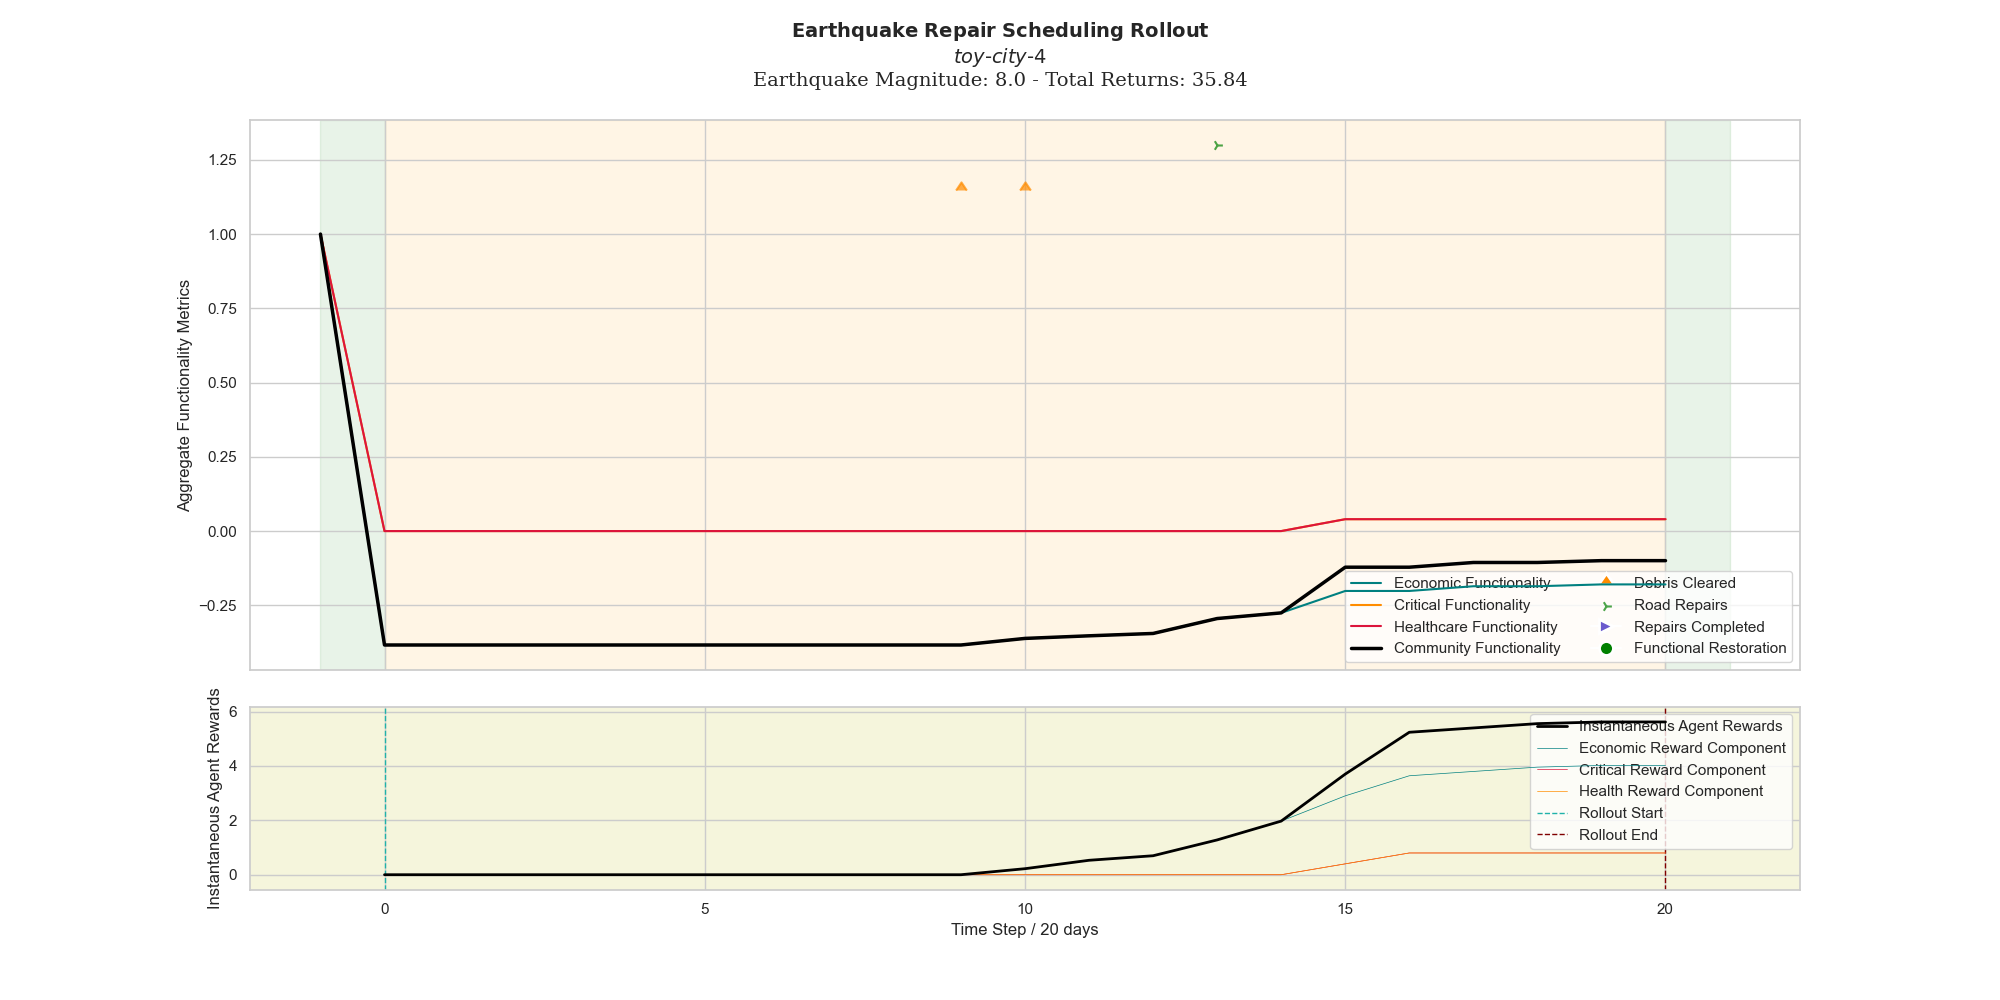 Earthquake Repair Scheduling Rollout
toy-city-4
Earthquake Magnitude: 8.0 - Total Returns: 35.84
Aggregate Functionality Metrics
1.25
1.00
0.75
0.50
0.25
0.00
−0.25
Economic Functionality
Critical Functionality
Healthcare Functionality
Community Functionality
Debris Cleared
Road Repairs
Repairs Completed
Functional Restoration
Instantaneous Agent Rewards
6
4
2
0
Instantaneous Agent Rewards
Economic Reward Component
Critical Reward Component
Health Reward Component
Rollout Start
Rollout End
0 5 10 15 20
Time Step / 20 days